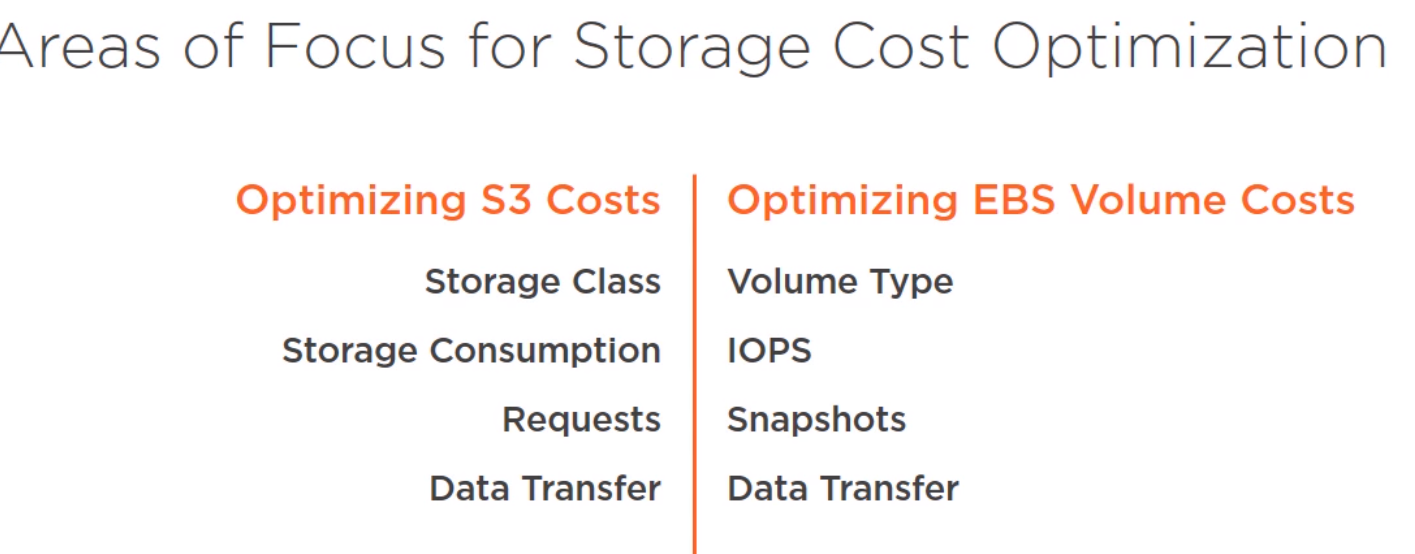 Areas of Focus for Storage Cost Optimization
Optimizing S3 Costs
Storage Class
Storage Consumption
Requests
Data Transfer
Optimizing EBS Volume Costs
Volume Type
IOPS
Snapshots
Data Transfer